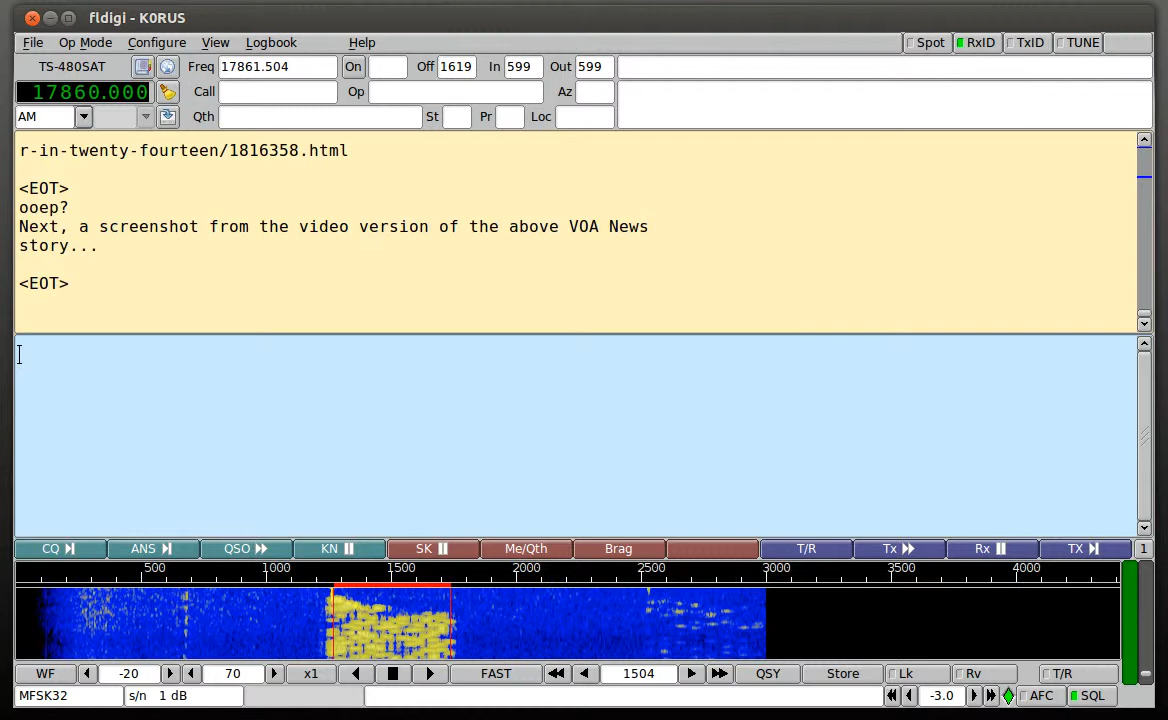 fldigi - K0RUS
File Op Mode Configure View Logbook Help Spot RxID TxID TUNE
TS-480SAT Freq 17861.504 On Off 1619 In 599 Out 599
17860.000 Call Op Az
AM Qth St Pr Loc
r-in-twenty-fourteen/1816358.html
<EOT>
ooep?
Next, a screenshot from the video version of the above VOA News
story...
<EOT>
CQ ANS QSO KN SK Me/Qth Brag T/R Tx Rx TX 1
500 1000 1500 2000 2500 3000 3500 4000
WF -20 70 x1 FAST 1504 QSY Store Lk Rv T/R
MFSK32 s/n 1 dB -3.0 AFC SQL